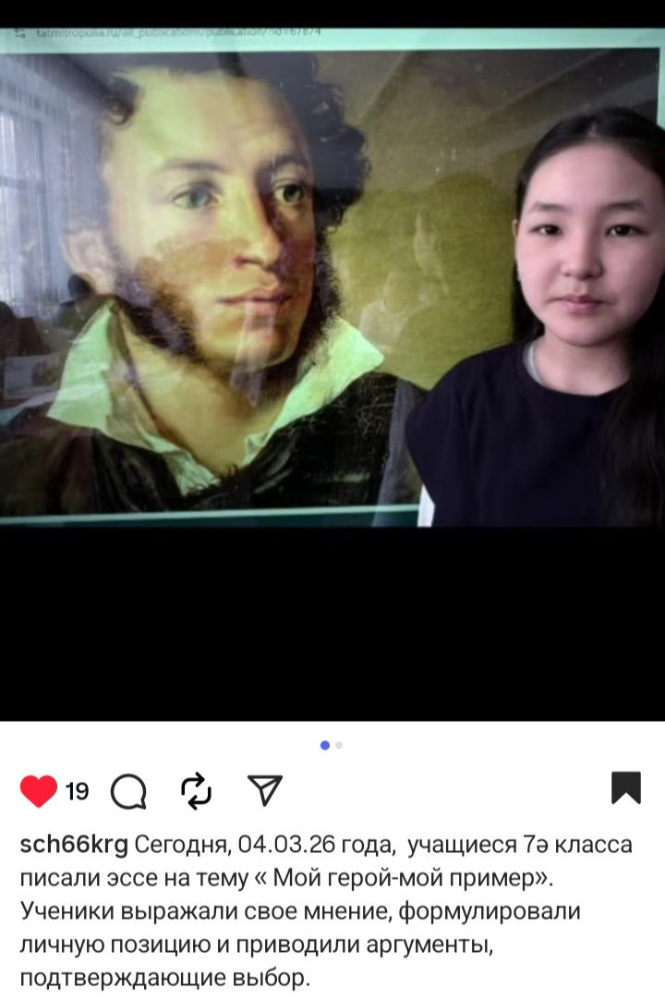 tatmitropolia.ru/all_publications/publication/?id=67874
19
sch66krg Сегодня, 04.03.26 года, учащиеся 7ә класса
писали эссе на тему « Мой герой-мой пример».
Ученики выражали свое мнение, формулировали
личную позицию и приводили аргументы,
подтверждающие выбор.